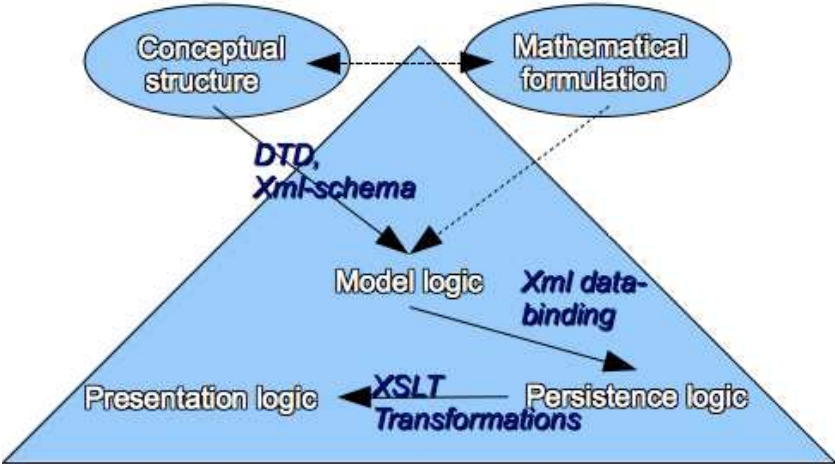 Conceptual
structure
Mathematical
formulation
DTD,
Xml-schema
Model logic
Xml data-
binding
Presentation logic
XSLT
Transformations
Persistence logic